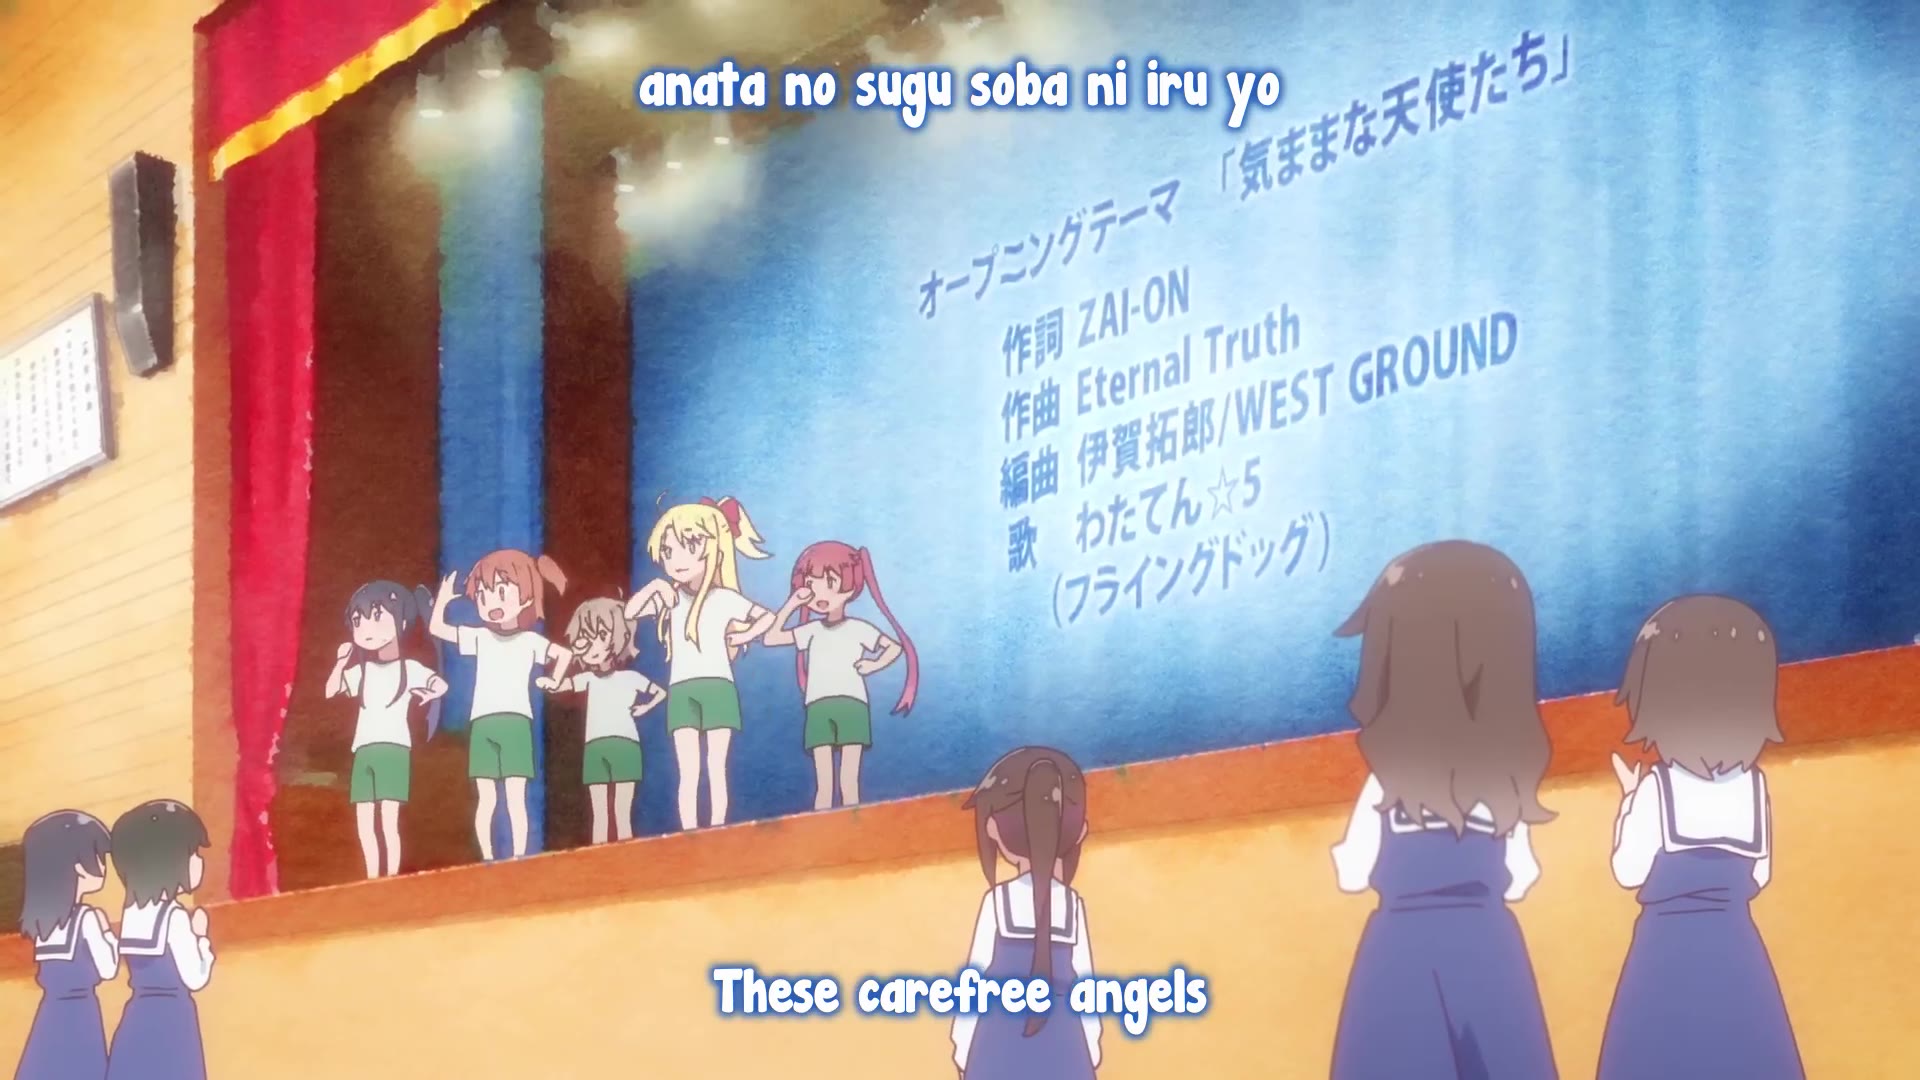 anata no sugu soba ni iru yo
オープニングテーマ 「気ままな天使たち」
作詞 ZAI-ON
作曲 Eternal Truth
編曲 伊賀拓郎/WEST GROUND
歌 わたてん☆5
(フライングドッグ)
These carefree angels